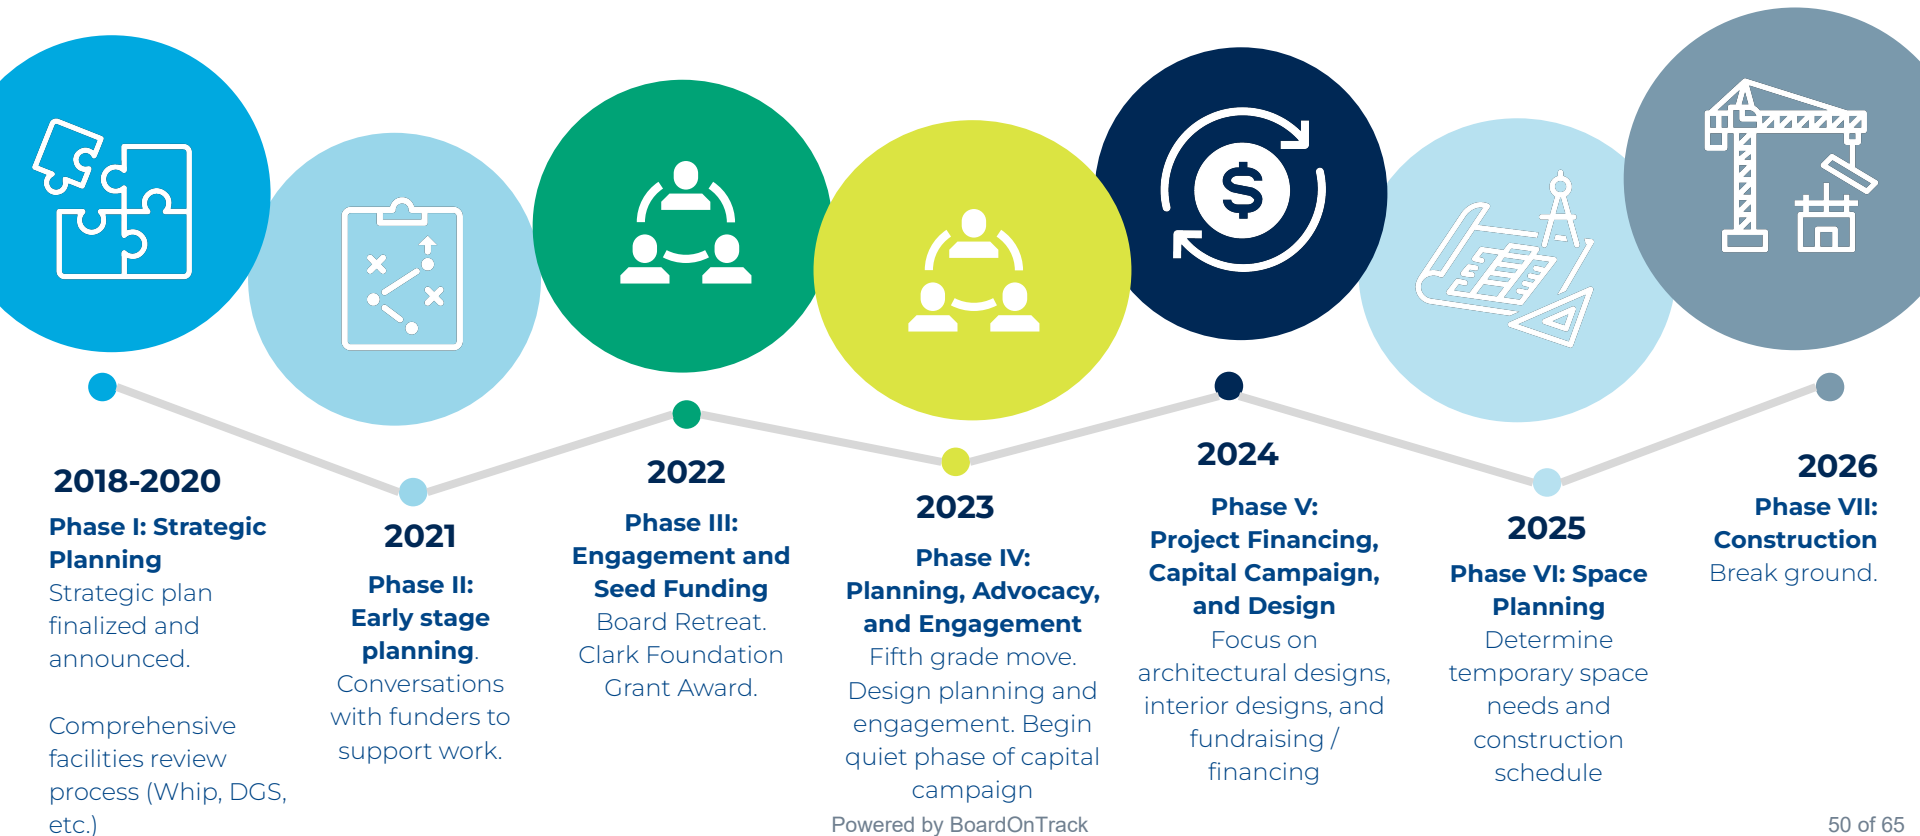 2018-2020
Phase I: Strategic
Planning
Strategic plan
finalized and
announced.
Comprehensive
facilities review
process (Whip, DGS,
etc.)
2021
Phase II:
Early stage
planning.
Conversations
with funders to
support work.
2022
Phase III:
Engagement and
Seed Funding
Board Retreat.
Clark Foundation
Grant Award.
2023
Phase IV:
Planning, Advocacy,
and Engagement
Fifth grade move.
Design planning and
engagement. Begin
quiet phase of capital
campaign
$
2024
Phase V:
Project Financing,
Capital Campaign,
and Design
Focus on
architectural designs,
interior designs, and
fundraising /
financing
2025
Phase VI: Space
Planning
Determine
temporary space
needs and
construction
schedule
2026
Phase VII:
Construction
Break ground.
Powered by BoardOnTrack
50 of 65